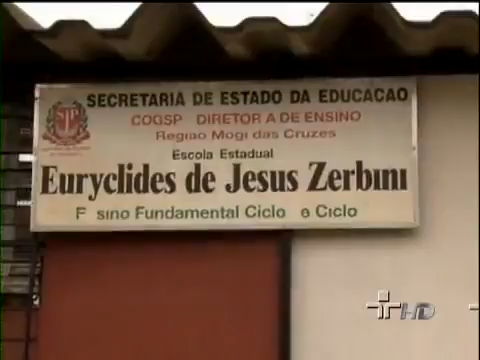 SECRETARIA DE ESTADO DA EDUCACAO
COGSP DIRETOR A DE ENSINO
Regiao Mogi das Cruzes
Escola Estadual
Euryclides de Jesus Zerbini
E sino Fundamental Ciclo e Ciclo
SP
HD